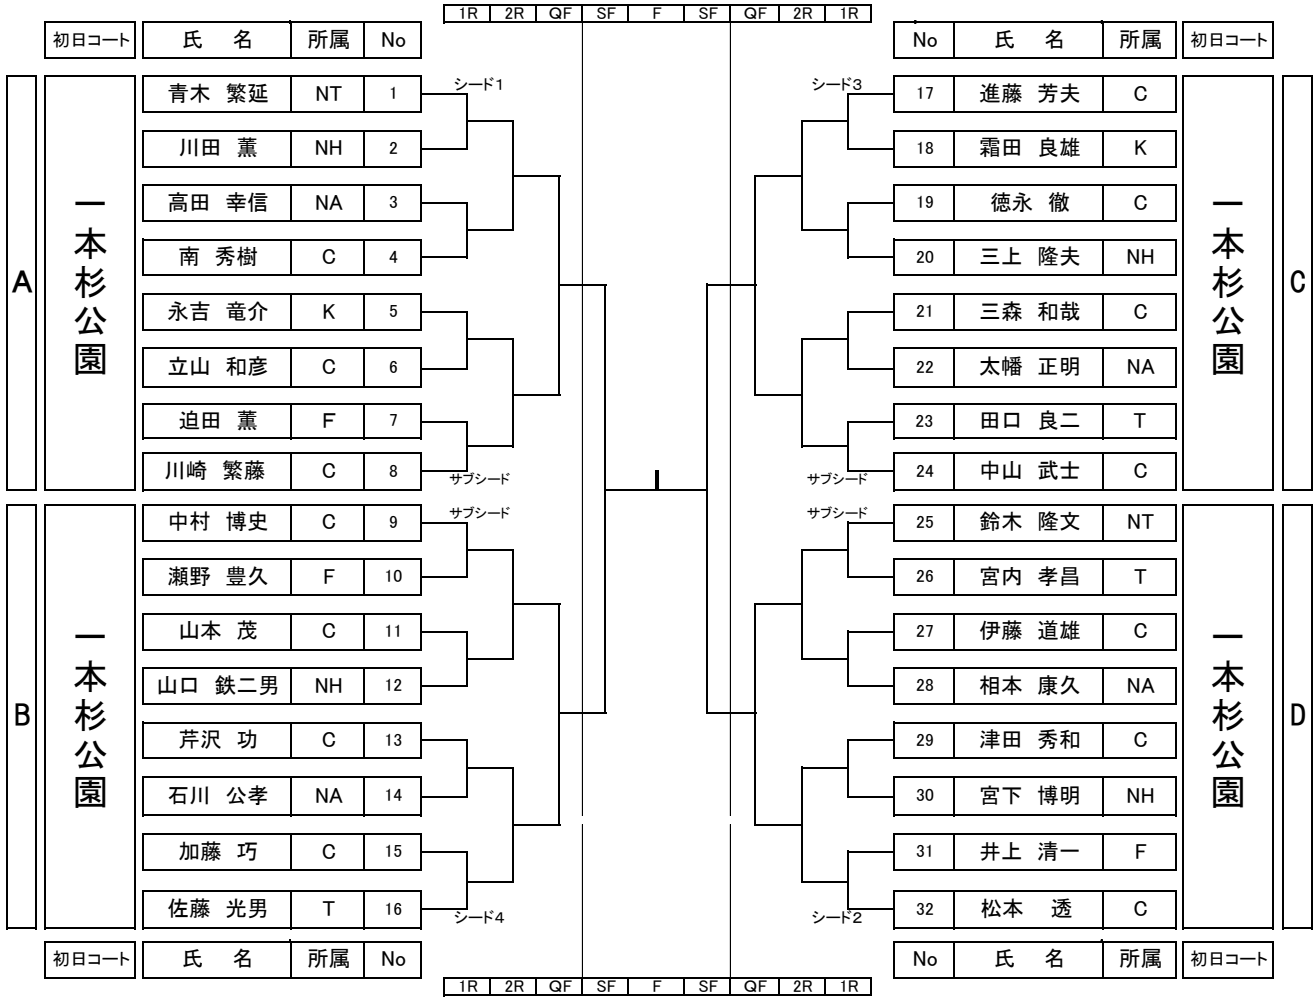 1R 2R QF SF F SF QF 2R 1R
初日コート 氏 名 所属 No No 氏 名 所属 初日コート
A 一本杉公園
青木 繁延 NT 1 シード1
川田 薫 NH 2
高田 幸信 NA 3
南 秀樹 C 4
永吉 竜介 K 5
立山 和彦 C 6
迫田 薫 F 7
川崎 繁藤 C 8 サブシード
B 一本杉公園
中村 博史 C 9 サブシード
瀬野 豊久 F 10
山本 茂 C 11
山口 鉄二男 NH 12
芹沢 功 C 13
石川 公孝 NA 14
加藤 巧 C 15
佐藤 光男 T 16 シード4
シード3 17 進藤 芳夫 C
18 霜田 良雄 K
19 徳永 徹 C
20 三上 隆夫 NH
21 三森 和哉 C
22 太幡 正明 NA
23 田口 良二 T
サブシード 24 中山 武士 C
一本杉公園 C
サブシード 25 鈴木 隆文 NT
26 宮内 孝昌 T
27 伊藤 道雄 C
28 相本 康久 NA
29 津田 秀和 C
30 宮下 博明 NH
31 井上 清一 F
シード2 32 松本 透 C
一本杉公園 D
初日コート 氏 名 所属 No No 氏 名 所属 初日コート
1R 2R QF SF F SF QF 2R 1R